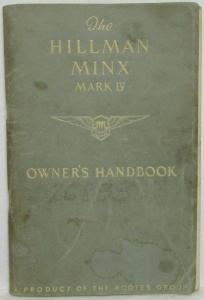 The
HILLMAN
MINX
MARK IV
OWNER'S HANDBOOK
A PRODUCT OF THE ROOTES GROUP